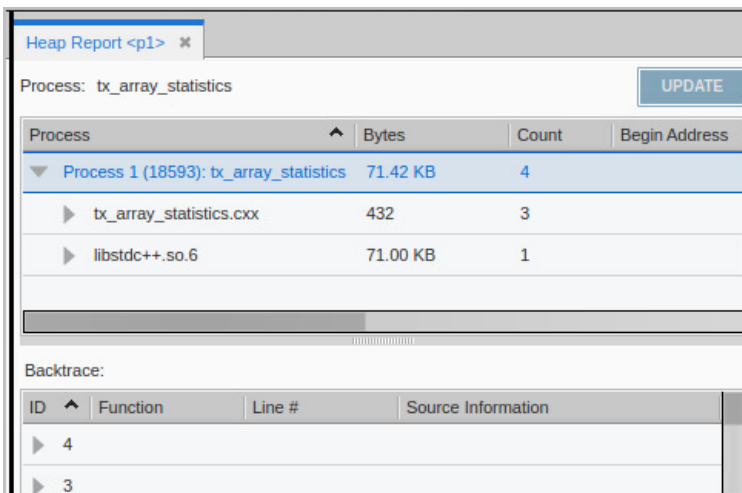 Heap Report <p1> ✖
Process: tx_array_statistics UPDATE
Process Bytes Count Begin Address
Process 1 (18593): tx_array_statistics 71.42 KB 4
tx_array_statistics.cxx 432 3
libstdc++.so.6 71.00 KB 1
Backtrace:
ID Function Line # Source Information
4
3